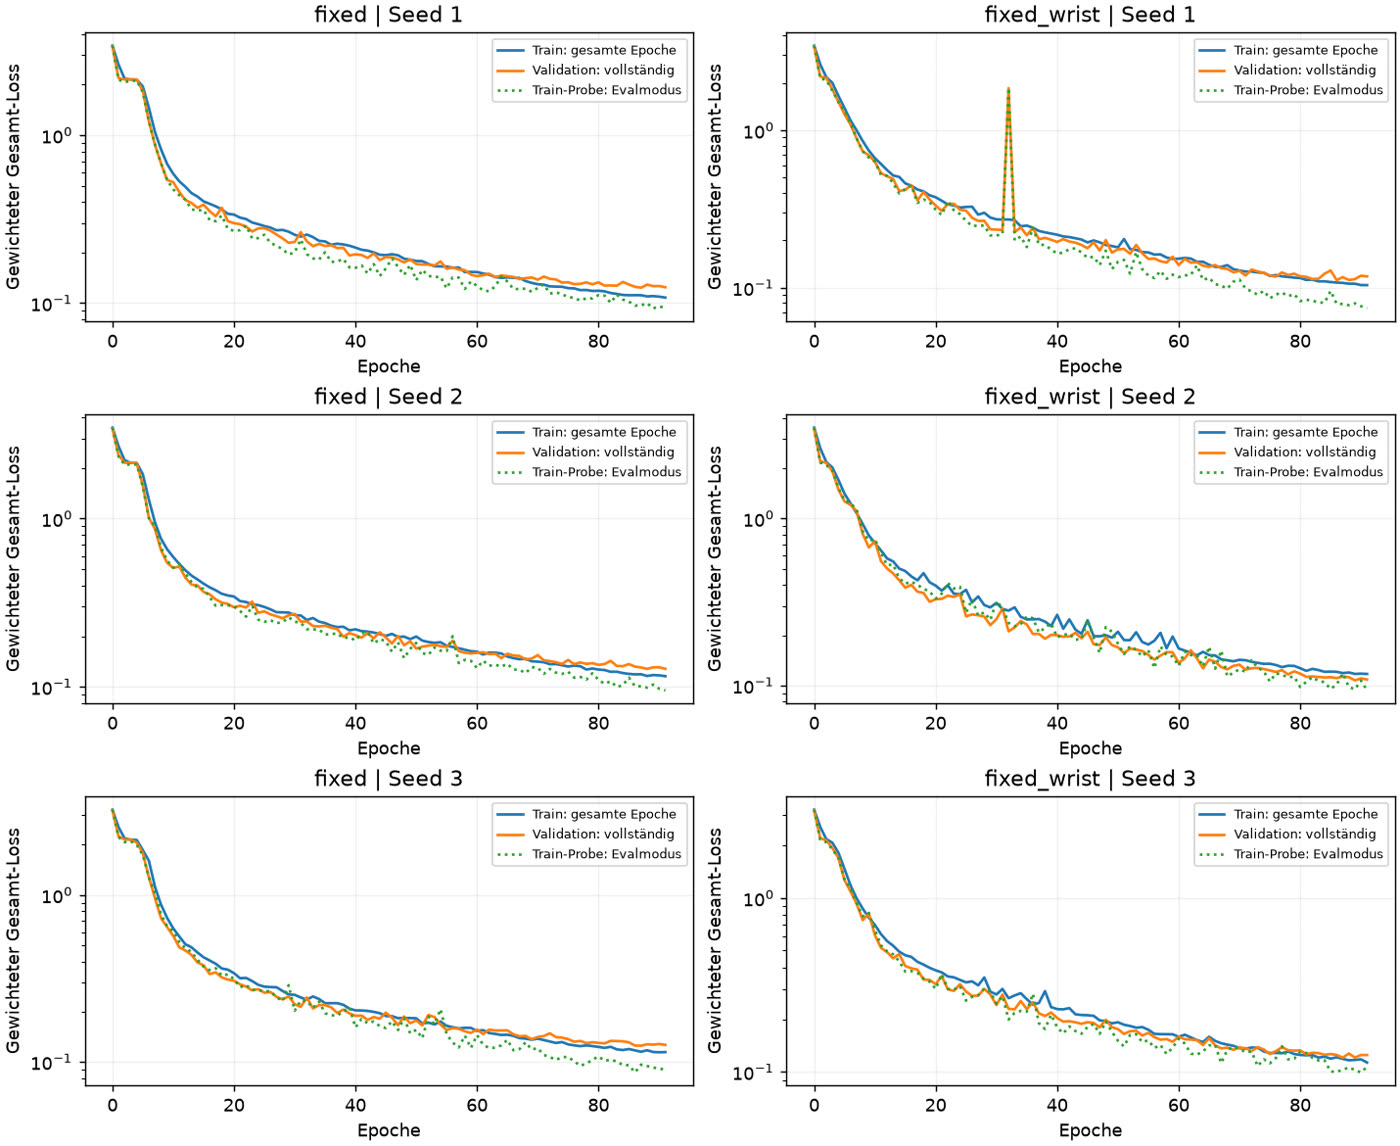 fixed | Seed 1
Gewichteter Gesamt-Loss
10⁰
10⁻¹
Train: gesamte Epoche
Validation: vollständig
Train-Probe: Evalmodus
0 20 40 60 80
Epoche
fixed_wrist | Seed 1
Gewichteter Gesamt-Loss
10⁰
10⁻¹
Train: gesamte Epoche
Validation: vollständig
Train-Probe: Evalmodus
0 20 40 60 80
Epoche
fixed | Seed 2
Gewichteter Gesamt-Loss
10⁰
10⁻¹
Train: gesamte Epoche
Validation: vollständig
Train-Probe: Evalmodus
0 20 40 60 80
Epoche
fixed_wrist | Seed 2
Gewichteter Gesamt-Loss
10⁰
10⁻¹
Train: gesamte Epoche
Validation: vollständig
Train-Probe: Evalmodus
0 20 40 60 80
Epoche
fixed | Seed 3
Gewichteter Gesamt-Loss
10⁰
10⁻¹
Train: gesamte Epoche
Validation: vollständig
Train-Probe: Evalmodus
0 20 40 60 80
Epoche
fixed_wrist | Seed 3
Gewichteter Gesamt-Loss
10⁰
10⁻¹
Train: gesamte Epoche
Validation: vollständig
Train-Probe: Evalmodus
0 20 40 60 80
Epoche